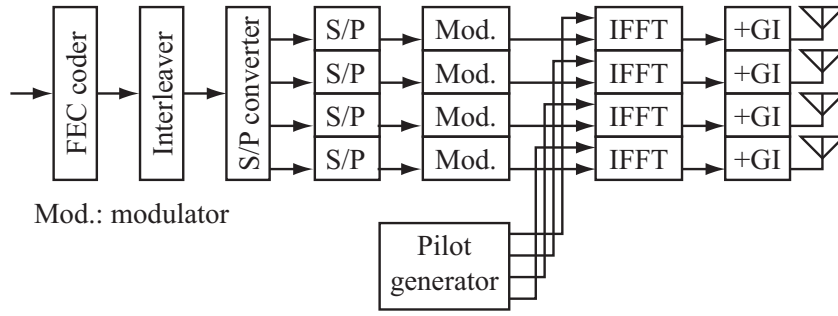 FEC coder
Interleaver
S/P converter
S/P Mod. IFFT +GI
S/P Mod. IFFT +GI
S/P Mod. IFFT +GI
S/P Mod. IFFT +GI
Mod.: modulator
Pilot
generator